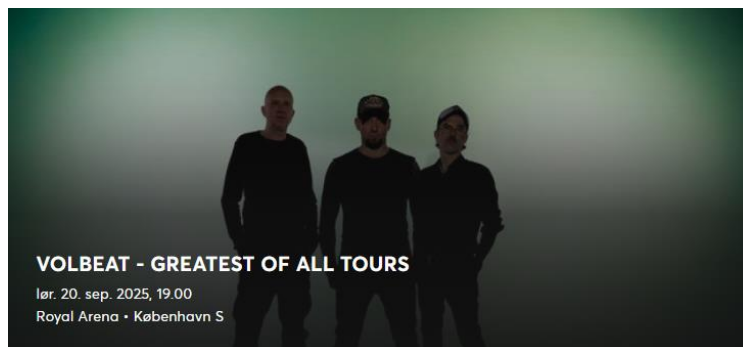 VOLBEAT - GREATEST OF ALL TOURS
lør. 20. sep. 2025, 19.00
Royal Arena • København S